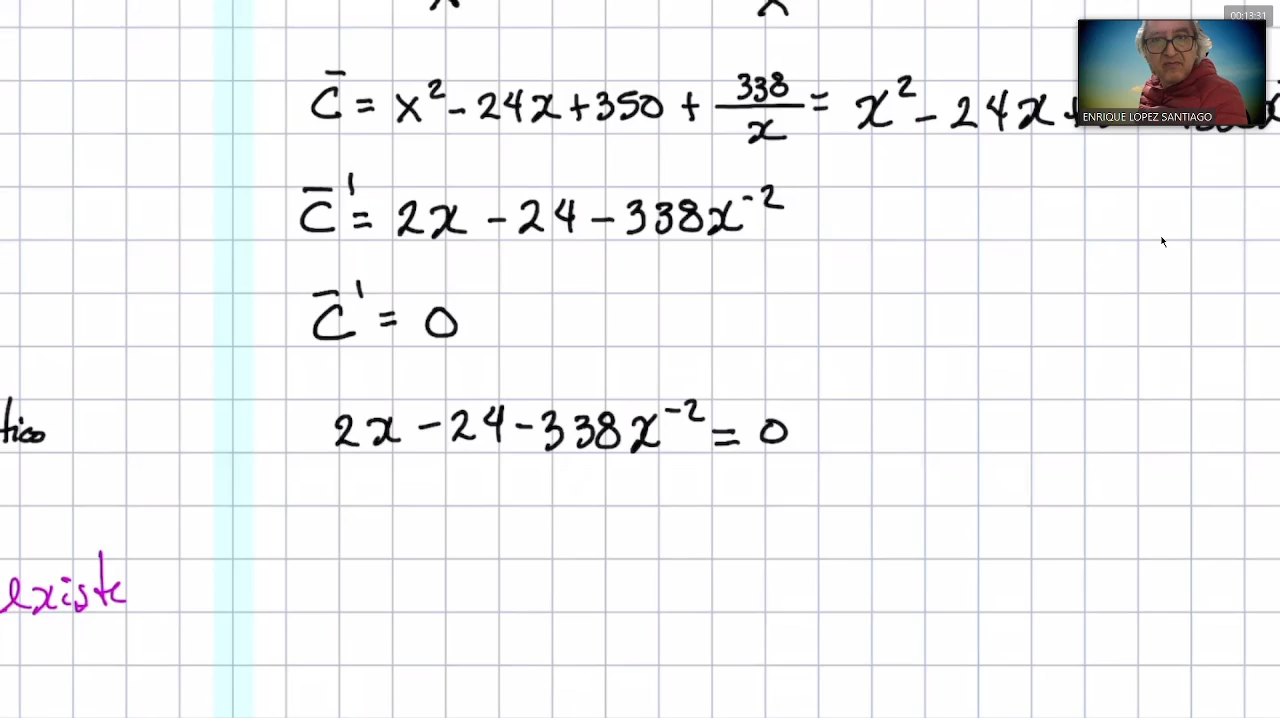 00:13:31
C̄ = x² - 24x + 350 + 338/x = x² - 24x +
ENRIQUE LOPEZ SANTIAGO
C̄' = 2x - 24 - 338x⁻²
C̄' = 0
2x - 24 - 338x⁻² = 0
tico
existe